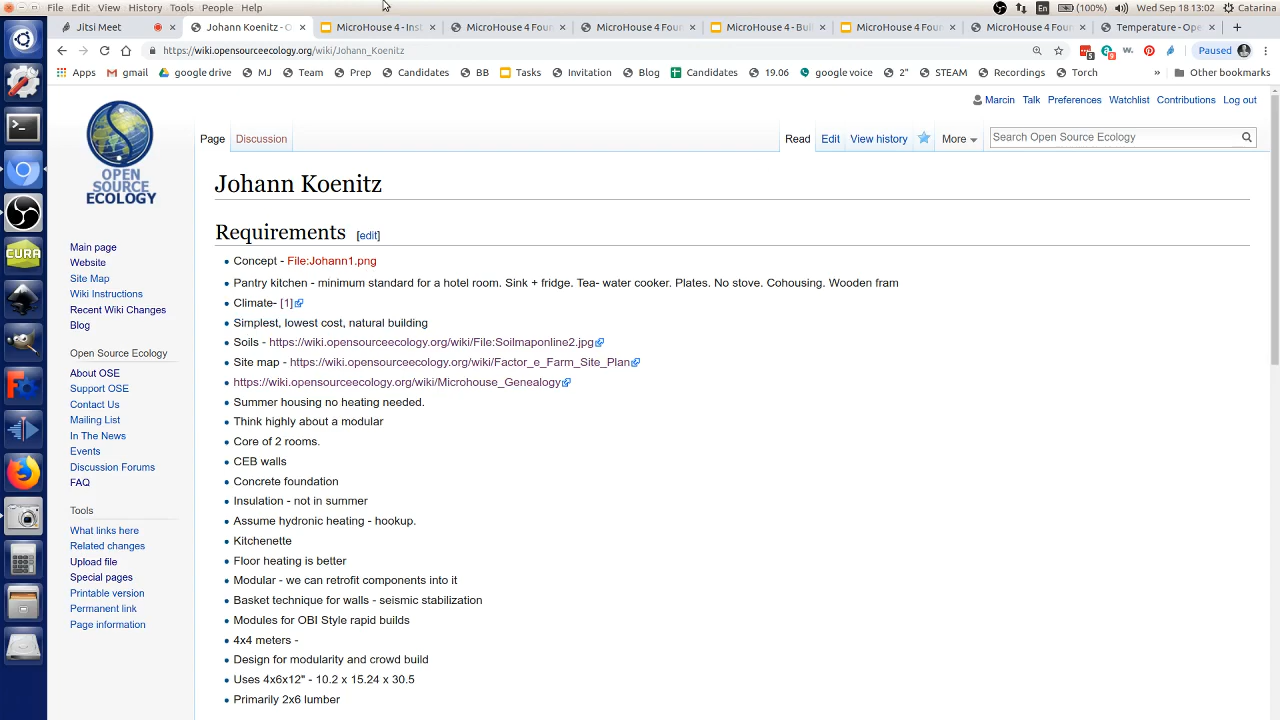 File Edit View History Bookmarks Tools People Help
En (100%) Wed Sep 18 13:02 Catarina
Jitsi Meet Johann Koenitz - O MicroHouse 4 - Inst MicroHouse 4 Foun MicroHouse 4 Foun MicroHouse 4 - Buil MicroHouse 4 Foun MicroHouse 4 Foun Temperature - Ope
https://wiki.opensourceecology.org/wiki/Johann_Koenitz Paused
Apps gmail google drive MJ Team Prep Candidates BB Tasks Invitation Blog Candidates 19.06 google voice 2" STEAM Recordings Torch » Other bookmarks
Marcin Talk Preferences Watchlist Contributions Log out
Page Discussion Read Edit View history More Search Open Source Ecology
OPEN
SOURCE
ECOLOGY
CURA
Main page
Website
Site Map
Wiki Instructions
Recent Wiki Changes
Blog
Project
About OSE
Support OSE
Contact Us
Mailing List
In The News
Events
Discussion Forums
FAQ
Tools
What links here
Related changes
Upload file
Special pages
Printable version
Permanent link
Page information
Johann Koenitz
Requirements [edit]
Concept - File:Johann1.png
Pantry kitchen - minimum standard for a hotel room. Sink + fridge. Tea- water cooker. Plates. No stove. Cohousing. Wooden fram
Climate- [1]
Simplest, lowest cost, natural building
Soils - https://wiki.opensourceecology.org/wiki/File:Soilmaponline2.jpg
Site map - https://wiki.opensourceecology.org/wiki/Factor_e_Farm_Site_Plan
https://wiki.opensourceecology.org/wiki/Microhouse_Genealogy
Summer housing no heating needed.
Think highly about a modular
Core of 2 rooms.
CEB walls
Concrete foundation
Insulation - not in summer
Assume hydronic heating - hookup.
Kitchenette
Floor heating is better
Modular - we can retrofit components into it
Basket technique for walls - seismic stabilization
Modules for OBI Style rapid builds
4x4 meters -
Design for modularity and crowd build
Uses 4x6x12" - 10.2 x 15.24 x 30.5
Primarily 2x6 lumber